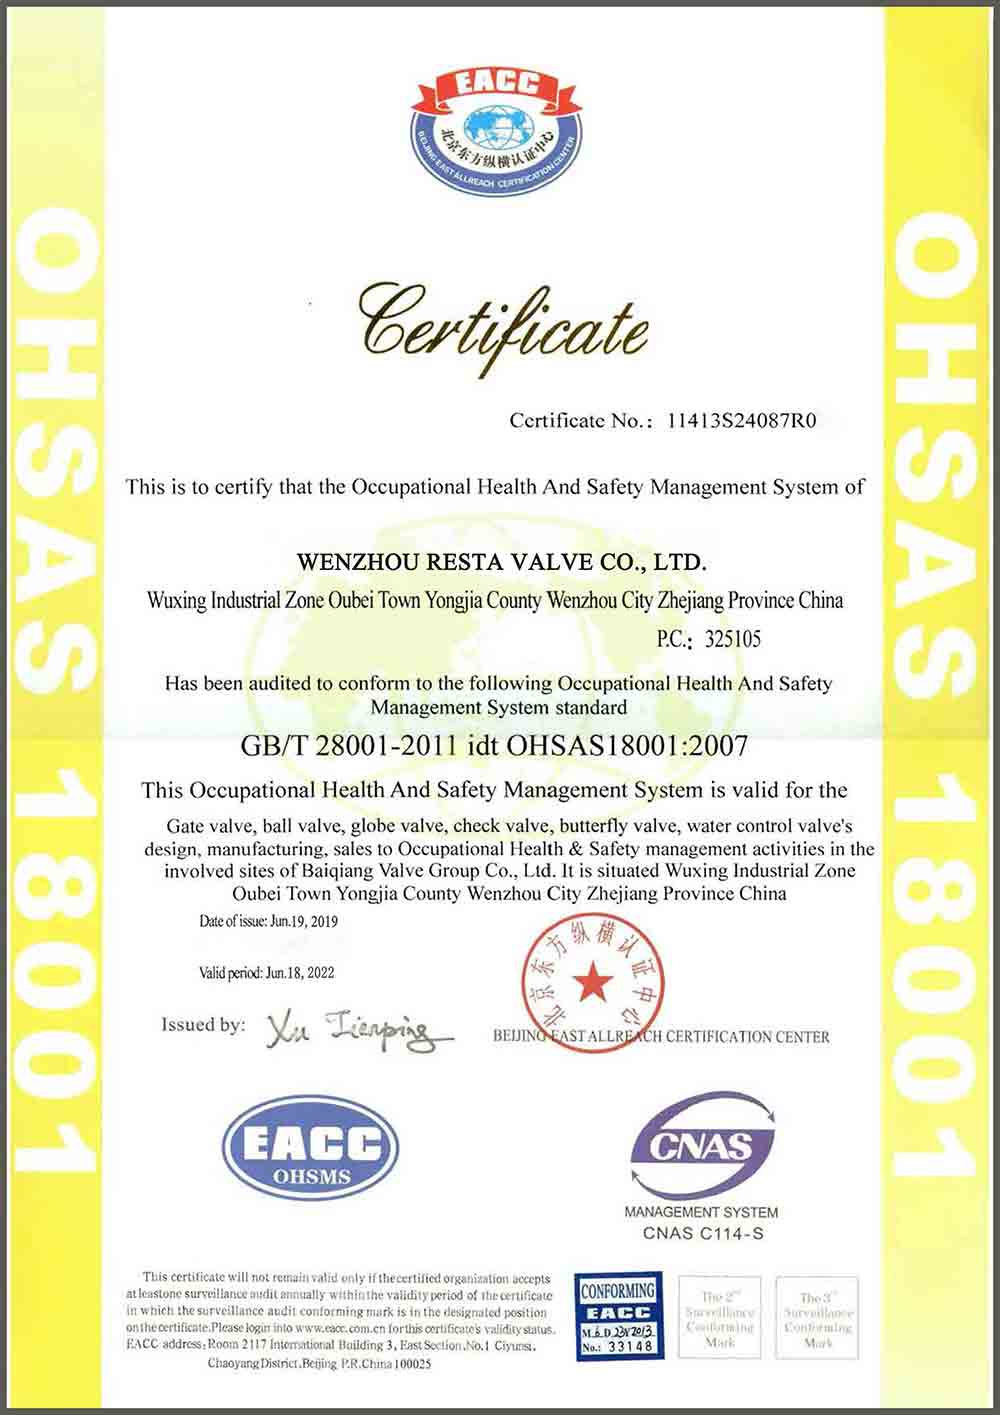 EACC
北京东方纵横认证中心
BEIJING EAST ALLREACH CERTIFICATION CENTER
OHSAS 18001
OHSAS 18001
Certificate
Certificate No.: 11413S24087R0
This is to certify that the Occupational Health And Safety Management System of
WENZHOU RESTA VALVE CO., LTD.
Wuxing Industrial Zone Oubei Town Yongjia County Wenzhou City Zhejiang Province China
P.C.: 325105
Has been audited to conform to the following Occupational Health And Safety
Management System standard
GB/T 28001-2011 idt OHSAS18001:2007
This Occupational Health And Safety Management System is valid for the
Gate valve, ball valve, globe valve, check valve, butterfly valve, water control valve's
design, manufacturing, sales to Occupational Health & Safety management activities in the
involved sites of Baiqiang Valve Group Co., Ltd. It is situated Wuxing Industrial Zone
Oubei Town Yongjia County Wenzhou City Zhejiang Province China
Date of issue: Jun.19, 2019
Valid period: Jun.18, 2022
Issued by: Xu Tienping
北京东方纵横认证中心
BEIJING EAST ALLREACH CERTIFICATION CENTER
EACC
OHSMS
CNAS
MANAGEMENT SYSTEM
CNAS C114-S
This certificate will not remain valid only if the certified organization accepts
at leastone surveillance audit annually within the validity period of the certificate
in which the surveillance audit conforming mark is in the designated position
on the certificate.Please login into www.eacc.com.cn for this certificate's validity status.
EACC address:Room 2117 International Building 3, East Section,No.1 Ciyunsi,
Chaoyang District,Beijing P.R.China 100025
CONFORMING
EACC
No.: 33148
The 2nd
Surveillance
Conforming
Mark
The 3rd
Surveillance
Conforming
Mark